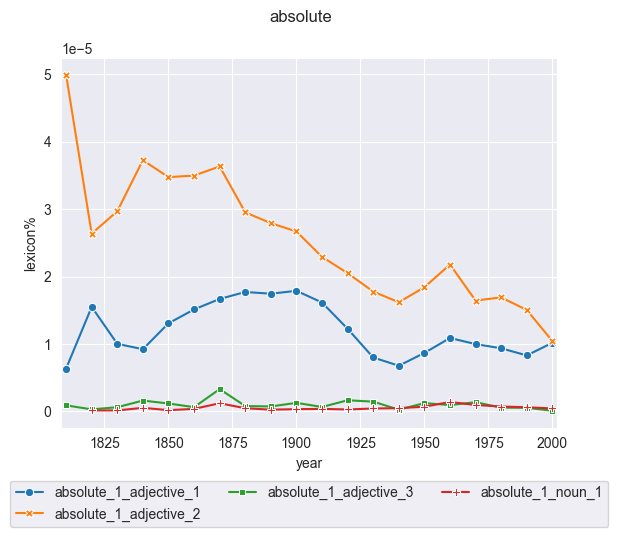 absolute
1e−5
5
4
3
2
1
0
lexicon%
1825 1850 1875 1900 1925 1950 1975 2000
year
absolute_1_adjective_1 absolute_1_adjective_3 absolute_1_noun_1
absolute_1_adjective_2